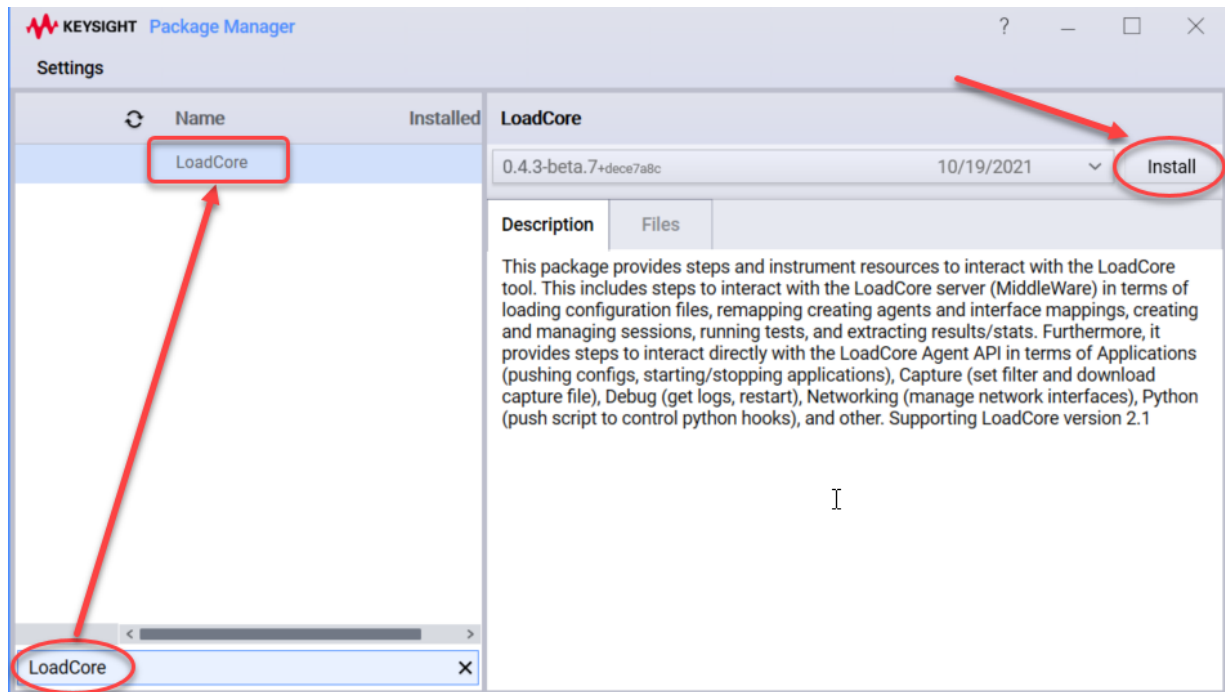 KEYSIGHT Package Manager ?
Settings
Name Installed
LoadCore
LoadCore
LoadCore
0.4.3-beta.7+dece7a8c 10/19/2021 Install
Description Files
This package provides steps and instrument resources to interact with the LoadCore
tool. This includes steps to interact with the LoadCore server (MiddleWare) in terms of
loading configuration files, remapping creating agents and interface mappings, creating
and managing sessions, running tests, and extracting results/stats. Furthermore, it
provides steps to interact directly with the LoadCore Agent API in terms of Applications
(pushing configs, starting/stopping applications), Capture (set filter and download
capture file), Debug (get logs, restart), Networking (manage network interfaces), Python
(push script to control python hooks), and other. Supporting LoadCore version 2.1